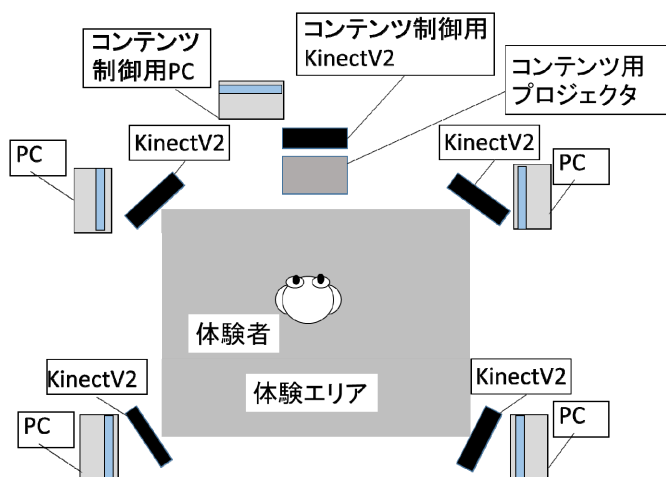 コンテンツ
制御用PC
コンテンツ制御用
KinectV2
コンテンツ用
プロジェクタ
PC
KinectV2
KinectV2
PC
体験者
体験エリア
KinectV2
PC
KinectV2
PC